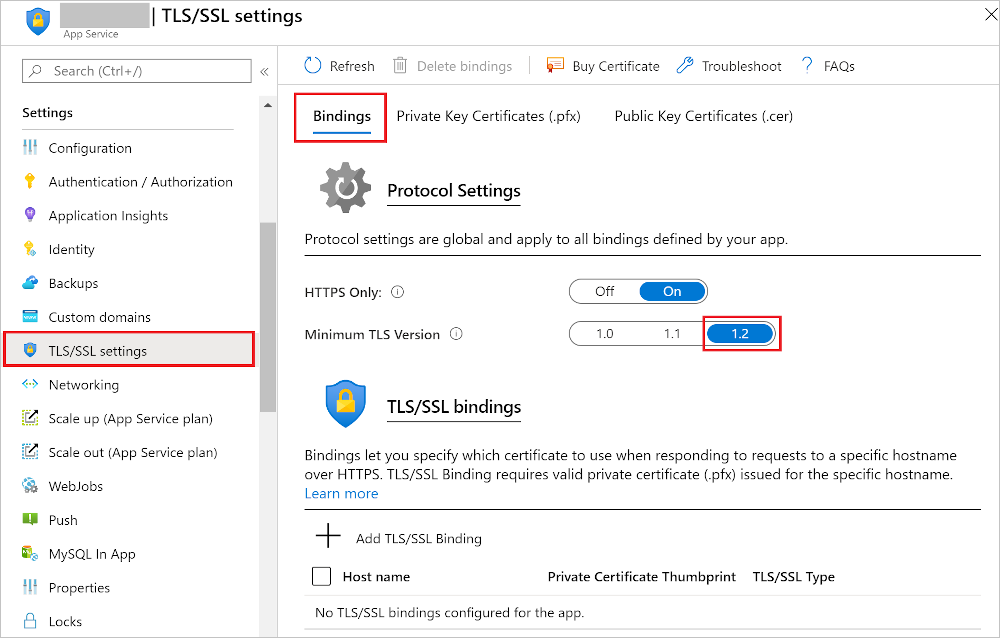 | TLS/SSL settings
App Service
Search (Ctrl+/)
«
Settings
Configuration
Authentication / Authorization
Application Insights
Identity
Backups
Custom domains
TLS/SSL settings
Networking
Scale up (App Service plan)
Scale out (App Service plan)
WebJobs
Push
MySQL In App
Properties
Locks
Refresh
Delete bindings
Buy Certificate
Troubleshoot
? FAQs
Bindings
Private Key Certificates (.pfx)
Public Key Certificates (.cer)
Protocol Settings
Protocol settings are global and apply to all bindings defined by your app.
HTTPS Only:
Off On
Minimum TLS Version
1.0 1.1 1.2
TLS/SSL bindings
Bindings let you specify which certificate to use when responding to requests to a specific hostname
over HTTPS. TLS/SSL Binding requires valid private certificate (.pfx) issued for the specific hostname.
Learn more
Add TLS/SSL Binding
Host name Private Certificate Thumbprint TLS/SSL Type
No TLS/SSL bindings configured for the app.